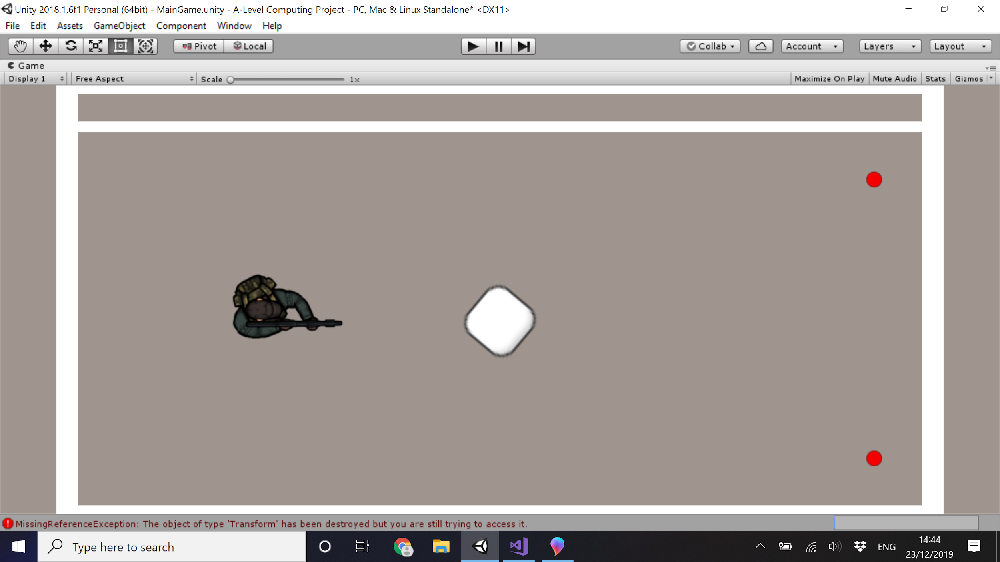 Unity 2018.1.6f1 Personal (64bit) - MainGame.unity - A-Level Computing Project - PC, Mac & Linux Standalone* <DX11>
File Edit Assets GameObject Component Window Help
Pivot Local Collab Account Layers Layout
Game
Display 1 Free Aspect Scale 1x Maximize On Play Mute Audio Stats Gizmos
MissingReferenceException: The object of type 'Transform' has been destroyed but you are still trying to access it.
Type here to search ENG 14:44
23/12/2019